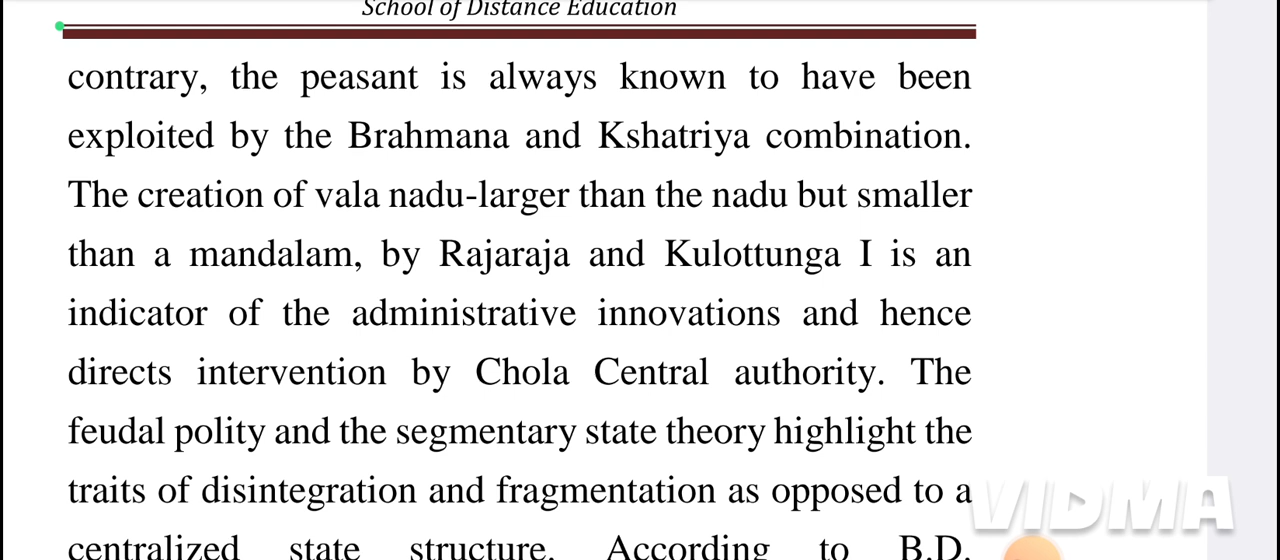 School of Distance Education
contrary, the peasant is always known to have been
exploited by the Brahmana and Kshatriya combination.
The creation of vala nadu-larger than the nadu but smaller
than a mandalam, by Rajaraja and Kulottunga I is an
indicator of the administrative innovations and hence
directs intervention by Chola Central authority. The
feudal polity and the segmentary state theory highlight the
traits of disintegration and fragmentation as opposed to a
VIDMA
centralized state structure. According to B.D.